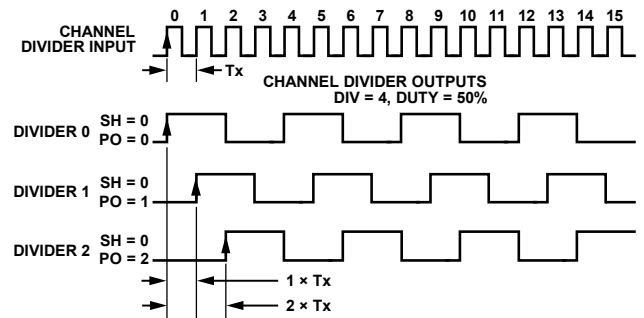 0 1 2 3 4 5 6 7 8 9 10 11 12 13 14 15
CHANNEL
DIVIDER INPUT
Tx
CHANNEL DIVIDER OUTPUTS
DIV = 4, DUTY = 50%
DIVIDER 0
SH = 0
PO = 0
DIVIDER 1
SH = 0
PO = 1
DIVIDER 2
SH = 0
PO = 2
1 × Tx
2 × Tx